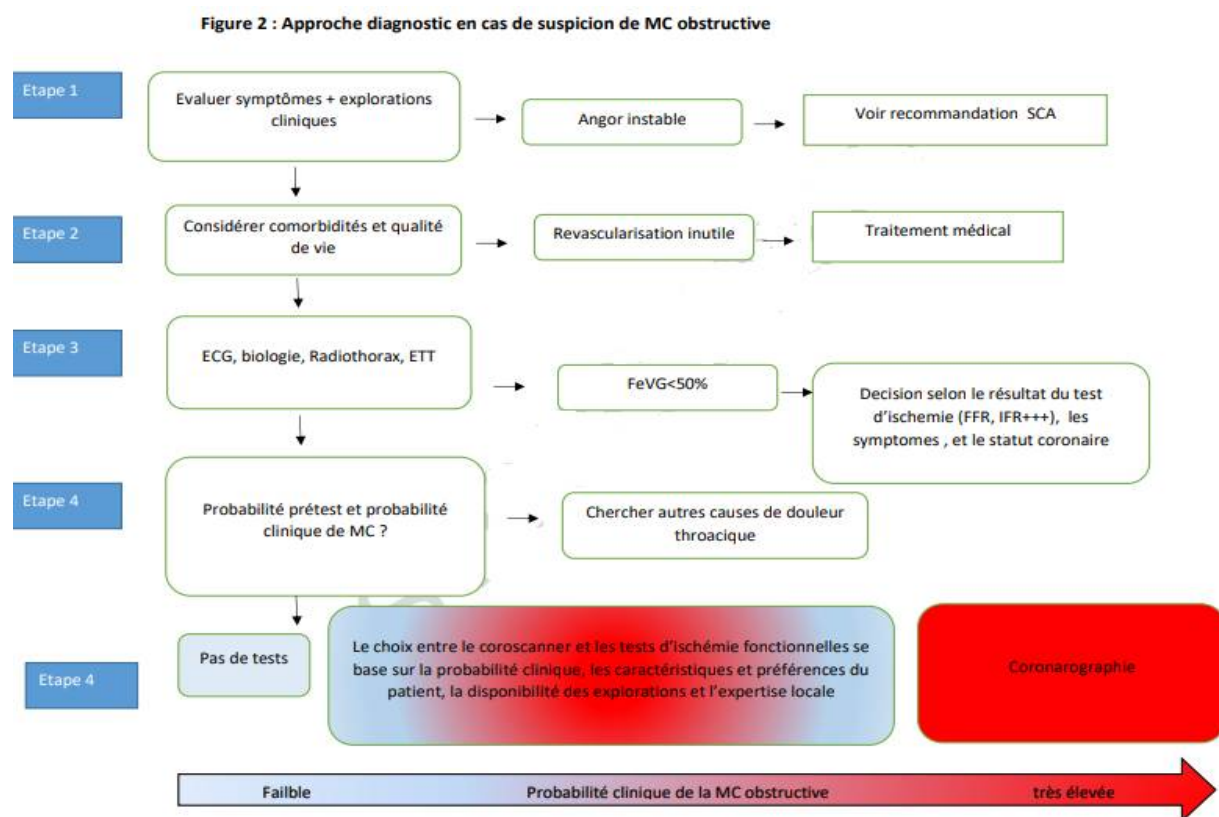 Figure 2 : Approche diagnostic en cas de suspicion de MC obstructive
Etape 1
Evaluer symptômes + explorations
cliniques
Angor instable
Voir recommandation SCA
Etape 2
Considérer comorbidités et qualité
de vie
Revascularisation inutile
Traitement médical
Etape 3
ECG, biologie, Radiothorax, ETT
FeVG<50%
Decision selon le résultat du test
d'ischemie (FFR, IFR+++), les
symptomes , et le statut coronaire
Etape 4
Probabilité prétest et probabilité
clinique de MC ?
Chercher autres causes de douleur
throacique
Etape 4
Pas de tests
Le choix entre le coroscanner et les tests d'ischémie fonctionnelles se
base sur la probabilité clinique, les caractéristiques et préférences du
patient, la disponibilité des explorations et l'expertise locale
Coronarographie
Failble
Probabilité clinique de la MC obstructive
très élevée